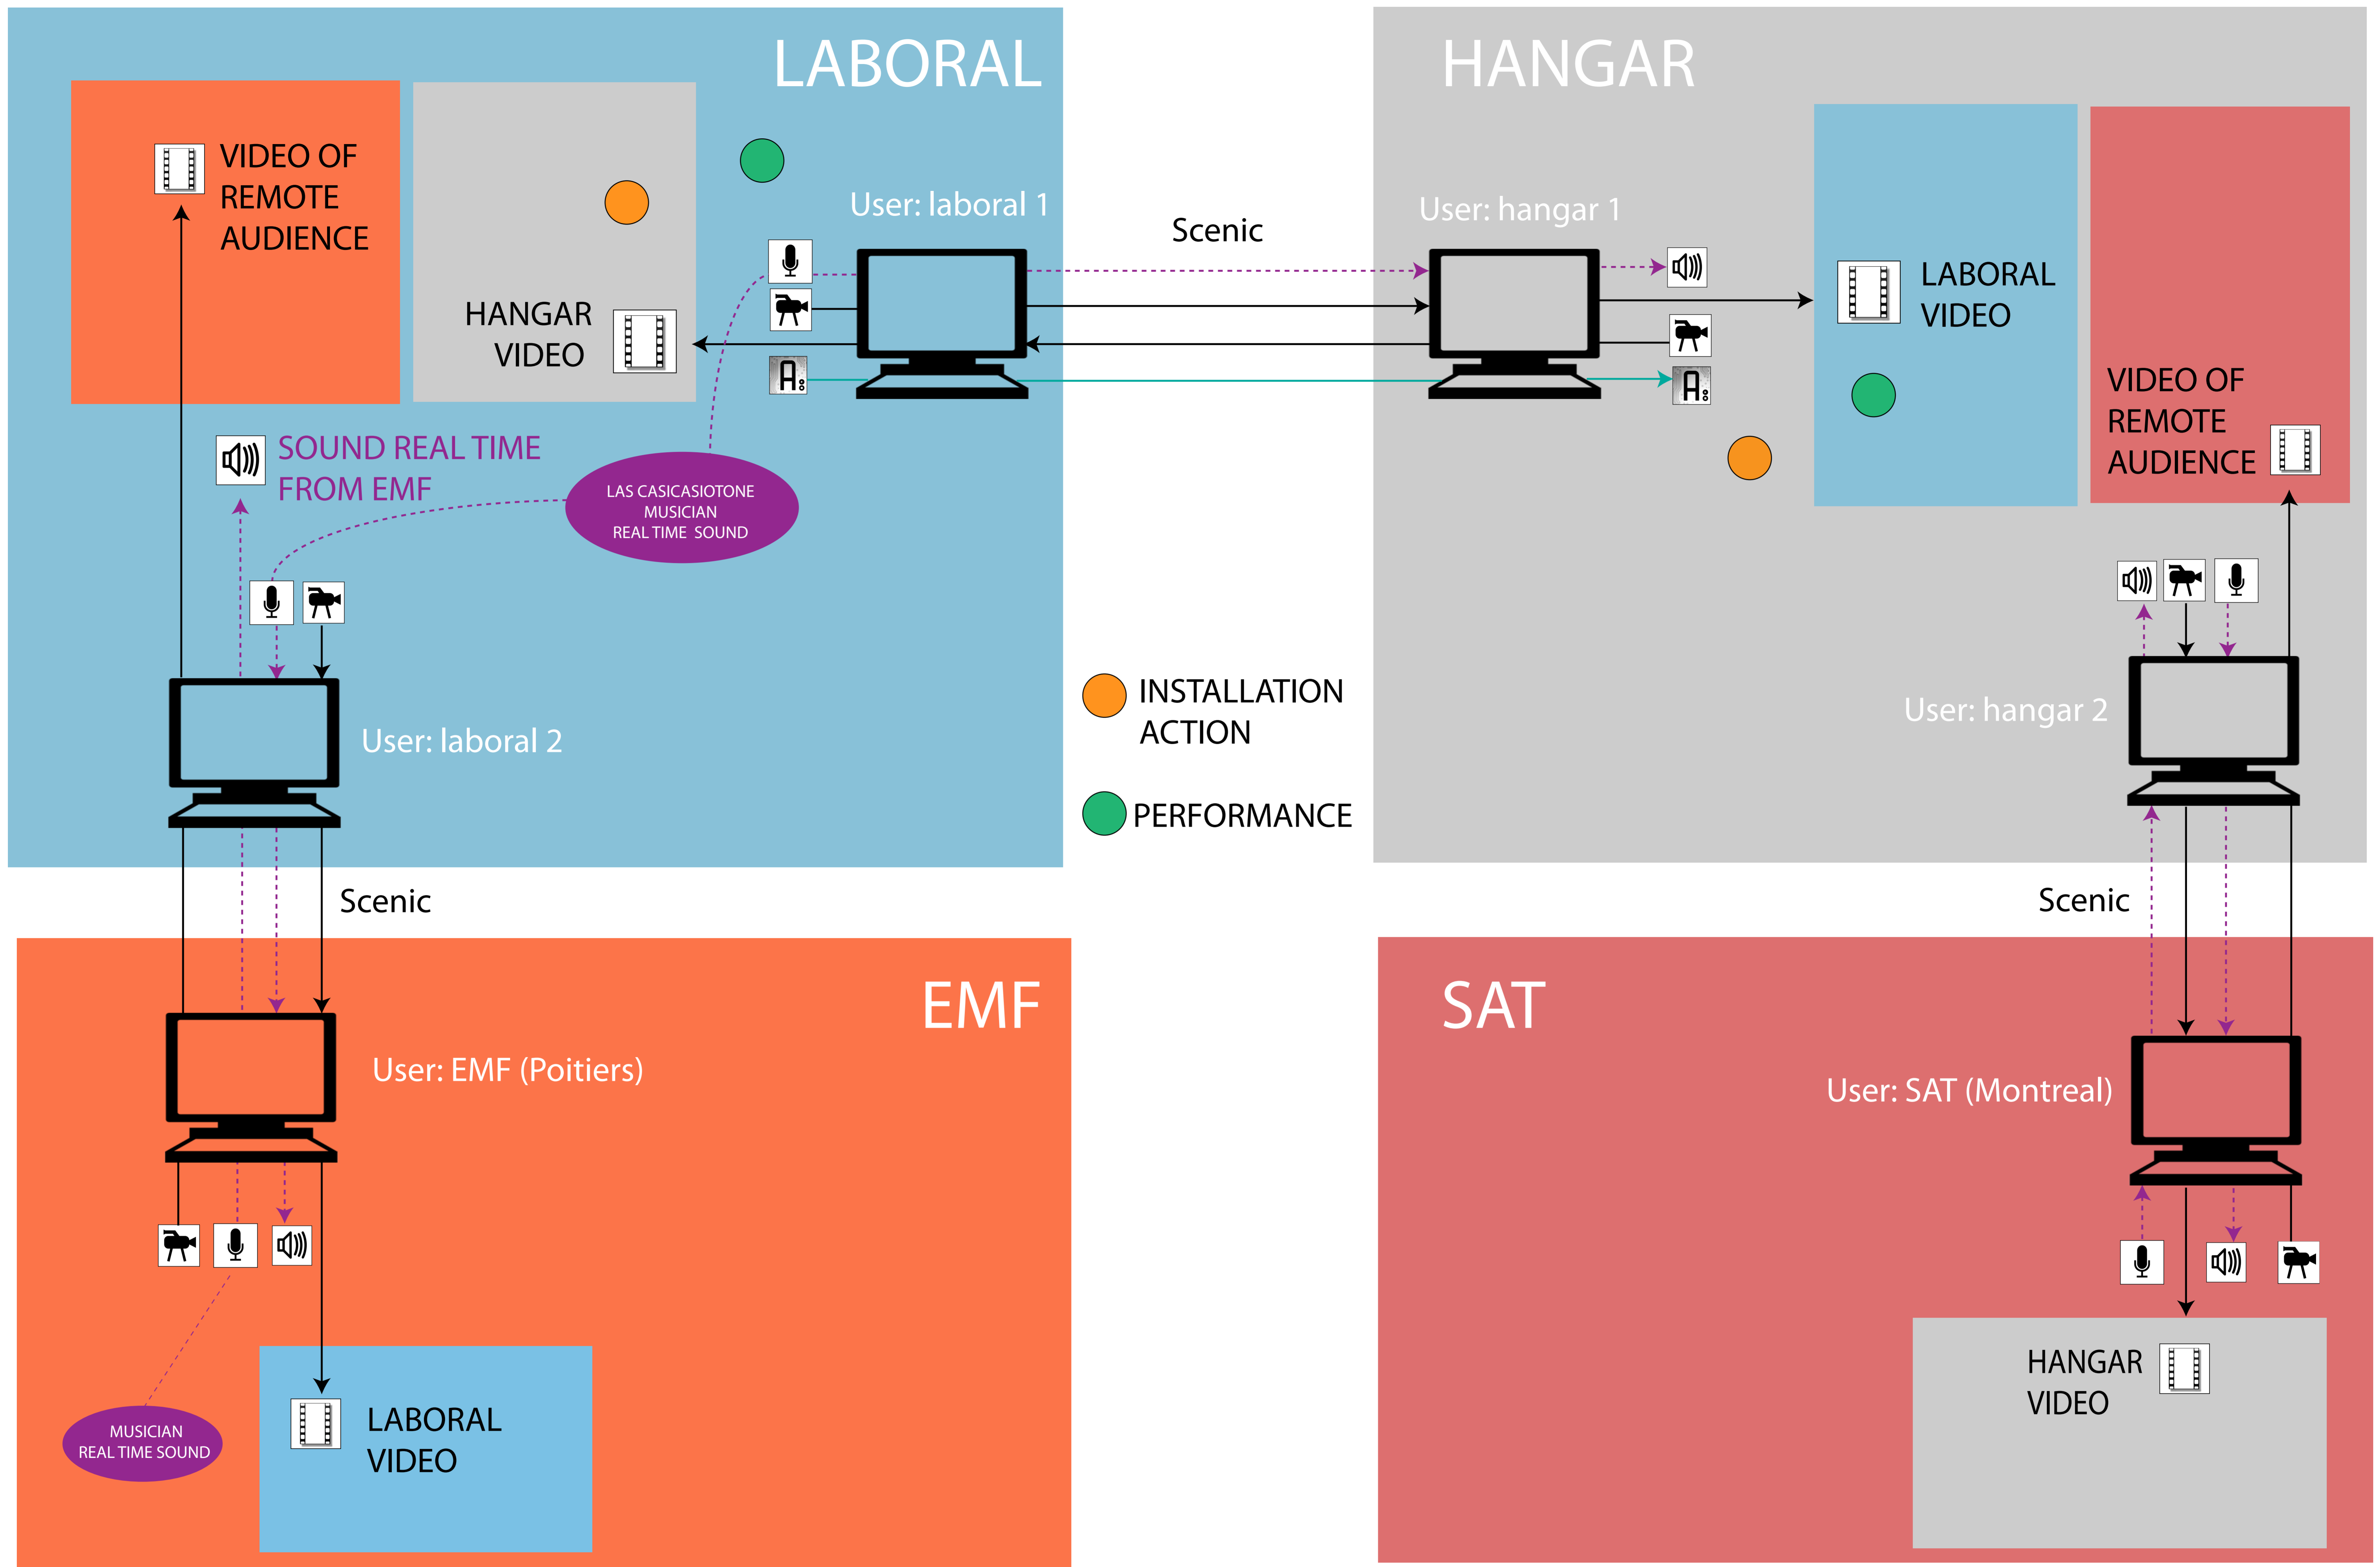 LABORAL
HANGAR
VIDEO OF
REMOTE
AUDIENCE
User: laboral 1
Scenic
User: hangar 1
HANGAR
VIDEO
A:
A:
LABORAL
VIDEO
VIDEO OF
REMOTE
AUDIENCE
SOUND REAL TIME
FROM EMF
LAS CASICASIOTONE
MUSICIAN
REAL TIME SOUND
INSTALLATION
ACTION
PERFORMANCE
User: laboral 2
User: hangar 2
Scenic
Scenic
EMF
SAT
User: EMF (Poitiers)
User: SAT (Montreal)
MUSICIAN
REAL TIME SOUND
LABORAL
VIDEO
HANGAR
VIDEO